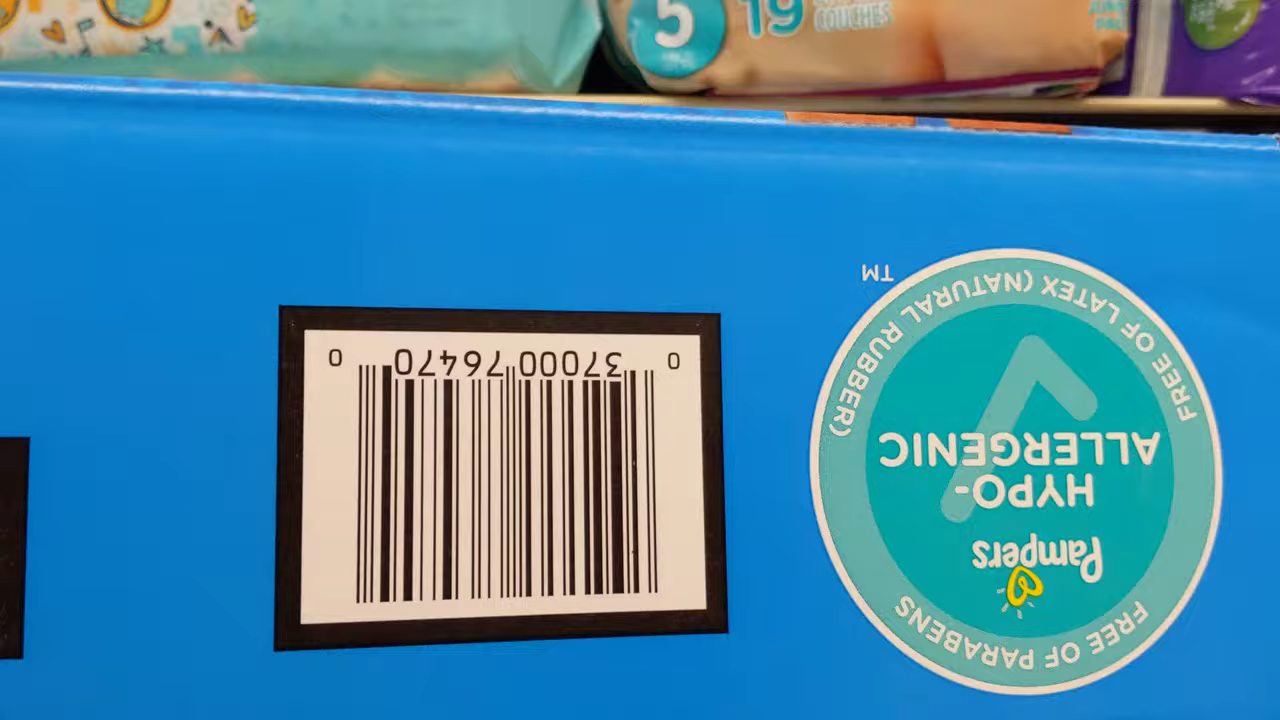 5
19
COUCHES
0 37000 76470 0
FREE OF PARABENS
Pampers
HYPO-
ALLERGENIC
FREE OF LATEX (NATURAL RUBBER)
TM